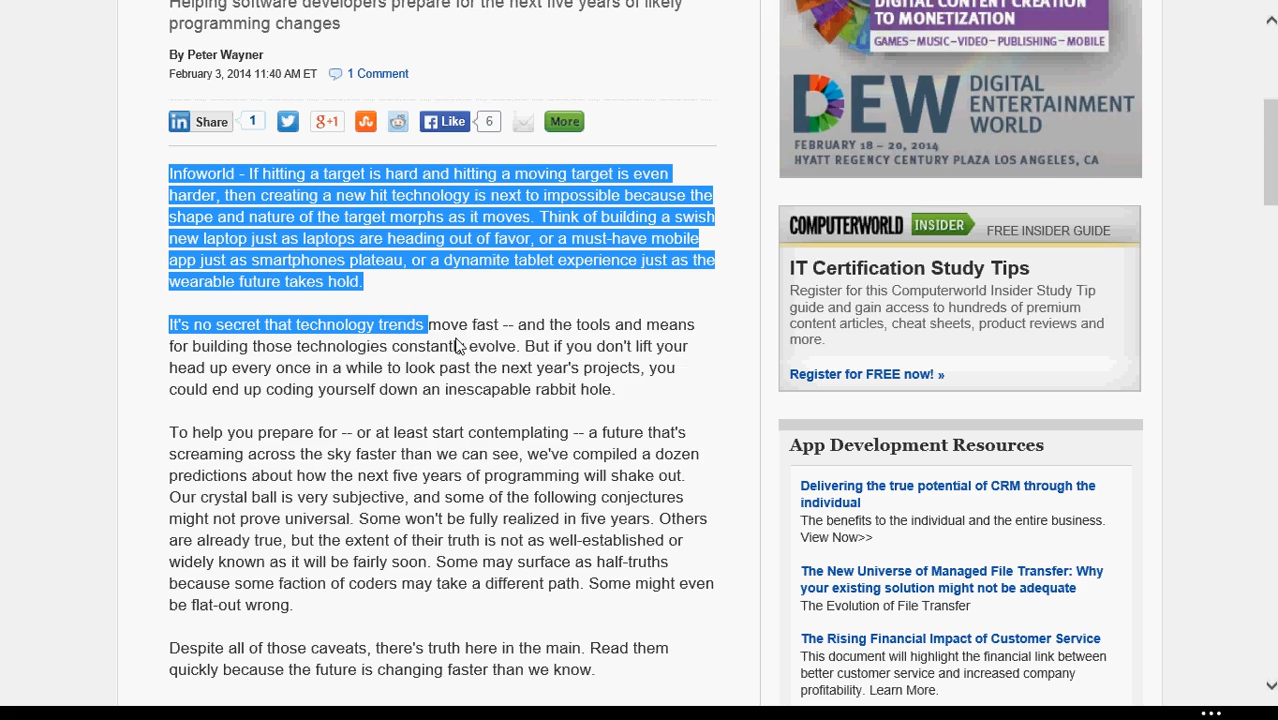 Helping software developers prepare for the next five years of likely
programming changes
By Peter Wayner
February 3, 2014 11:40 AM ET 1 Comment
in Share 1 g+1 Like 6 More
Infoworld - If hitting a target is hard and hitting a moving target is even
harder, then creating a new hit technology is next to impossible because the
shape and nature of the target morphs as it moves. Think of building a swish
new laptop just as laptops are heading out of favor, or a must-have mobile
app just as smartphones plateau, or a dynamite tablet experience just as the
wearable future takes hold.
It's no secret that technology trends move fast -- and the tools and means
for building those technologies constantly evolve. But if you don't lift your
head up every once in a while to look past the next year's projects, you
could end up coding yourself down an inescapable rabbit hole.
To help you prepare for -- or at least start contemplating -- a future that's
screaming across the sky faster than we can see, we've compiled a dozen
predictions about how the next five years of programming will shake out.
Our crystal ball is very subjective, and some of the following conjectures
might not prove universal. Some won't be fully realized in five years. Others
are already true, but the extent of their truth is not as well-established or
widely known as it will be fairly soon. Some may surface as half-truths
because some faction of coders may take a different path. Some might even
be flat-out wrong.
Despite all of those caveats, there's truth here in the main. Read them
quickly because the future is changing faster than we know.
DIGITAL CONTENT CREATION
TO MONETIZATION
GAMES–MUSIC–VIDEO–PUBLISHING–MOBILE
DEW DIGITAL
ENTERTAINMENT
WORLD
FEBRUARY 18 – 20, 2014
HYATT REGENCY CENTURY PLAZA LOS ANGELES, CA
COMPUTERWORLD INSIDER FREE INSIDER GUIDE
IT Certification Study Tips
Register for this Computerworld Insider Study Tip
guide and gain access to hundreds of premium
content articles, cheat sheets, product reviews and
more.
Register for FREE now! »
App Development Resources
Delivering the true potential of CRM through the
individual
The benefits to the individual and the entire business.
View Now>>
The New Universe of Managed File Transfer: Why
your existing solution might not be adequate
The Evolution of File Transfer
The Rising Financial Impact of Customer Service
This document will highlight the financial link between
better customer service and increased company
profitability. Learn More.